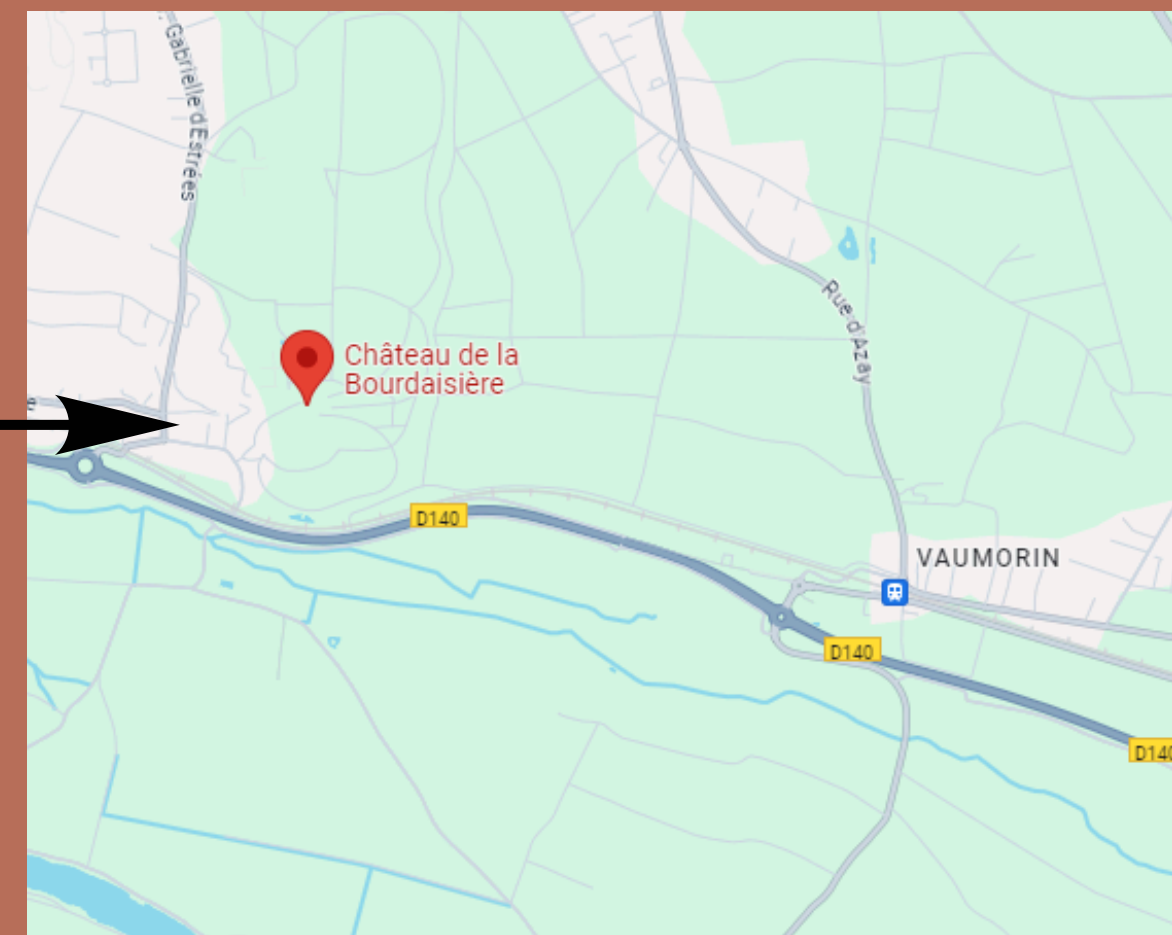 . Gabrielle d'Estrées
Château de la
Bourdaisière
Rue d'Azay
e
D140
VAUMORIN
D140
D140